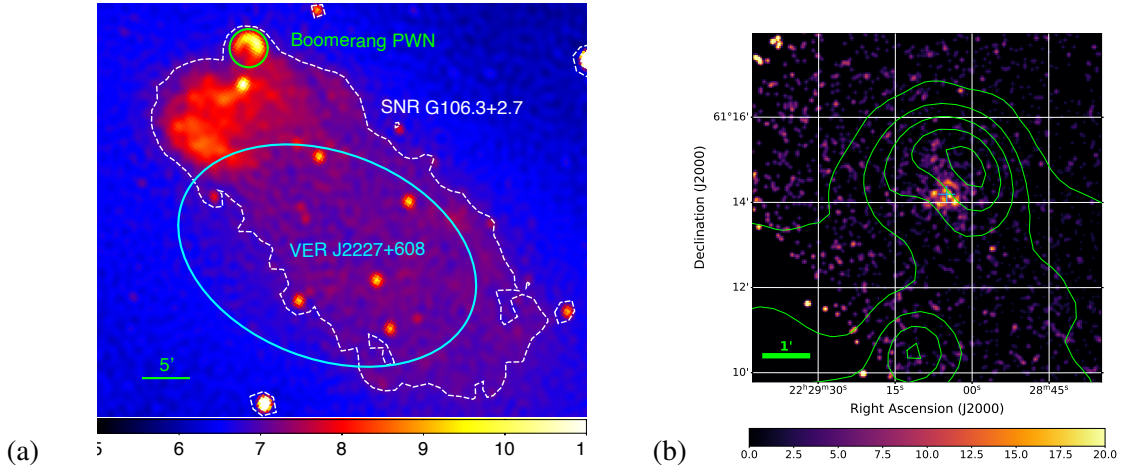 Boomerang PWN
SNR G106.3+2.7
VER J2227+608
5'
5 6 7 8 9 10 1
(a)
61°16'
14'
12'
10'
Declination (J2000)
1'
22ʰ29ᵐ30ˢ 15ˢ 00ˢ 28ᵐ45ˢ
Right Ascension (J2000)
0.0 2.5 5.0 7.5 10.0 12.5 15.0 17.5 20.0
(b)